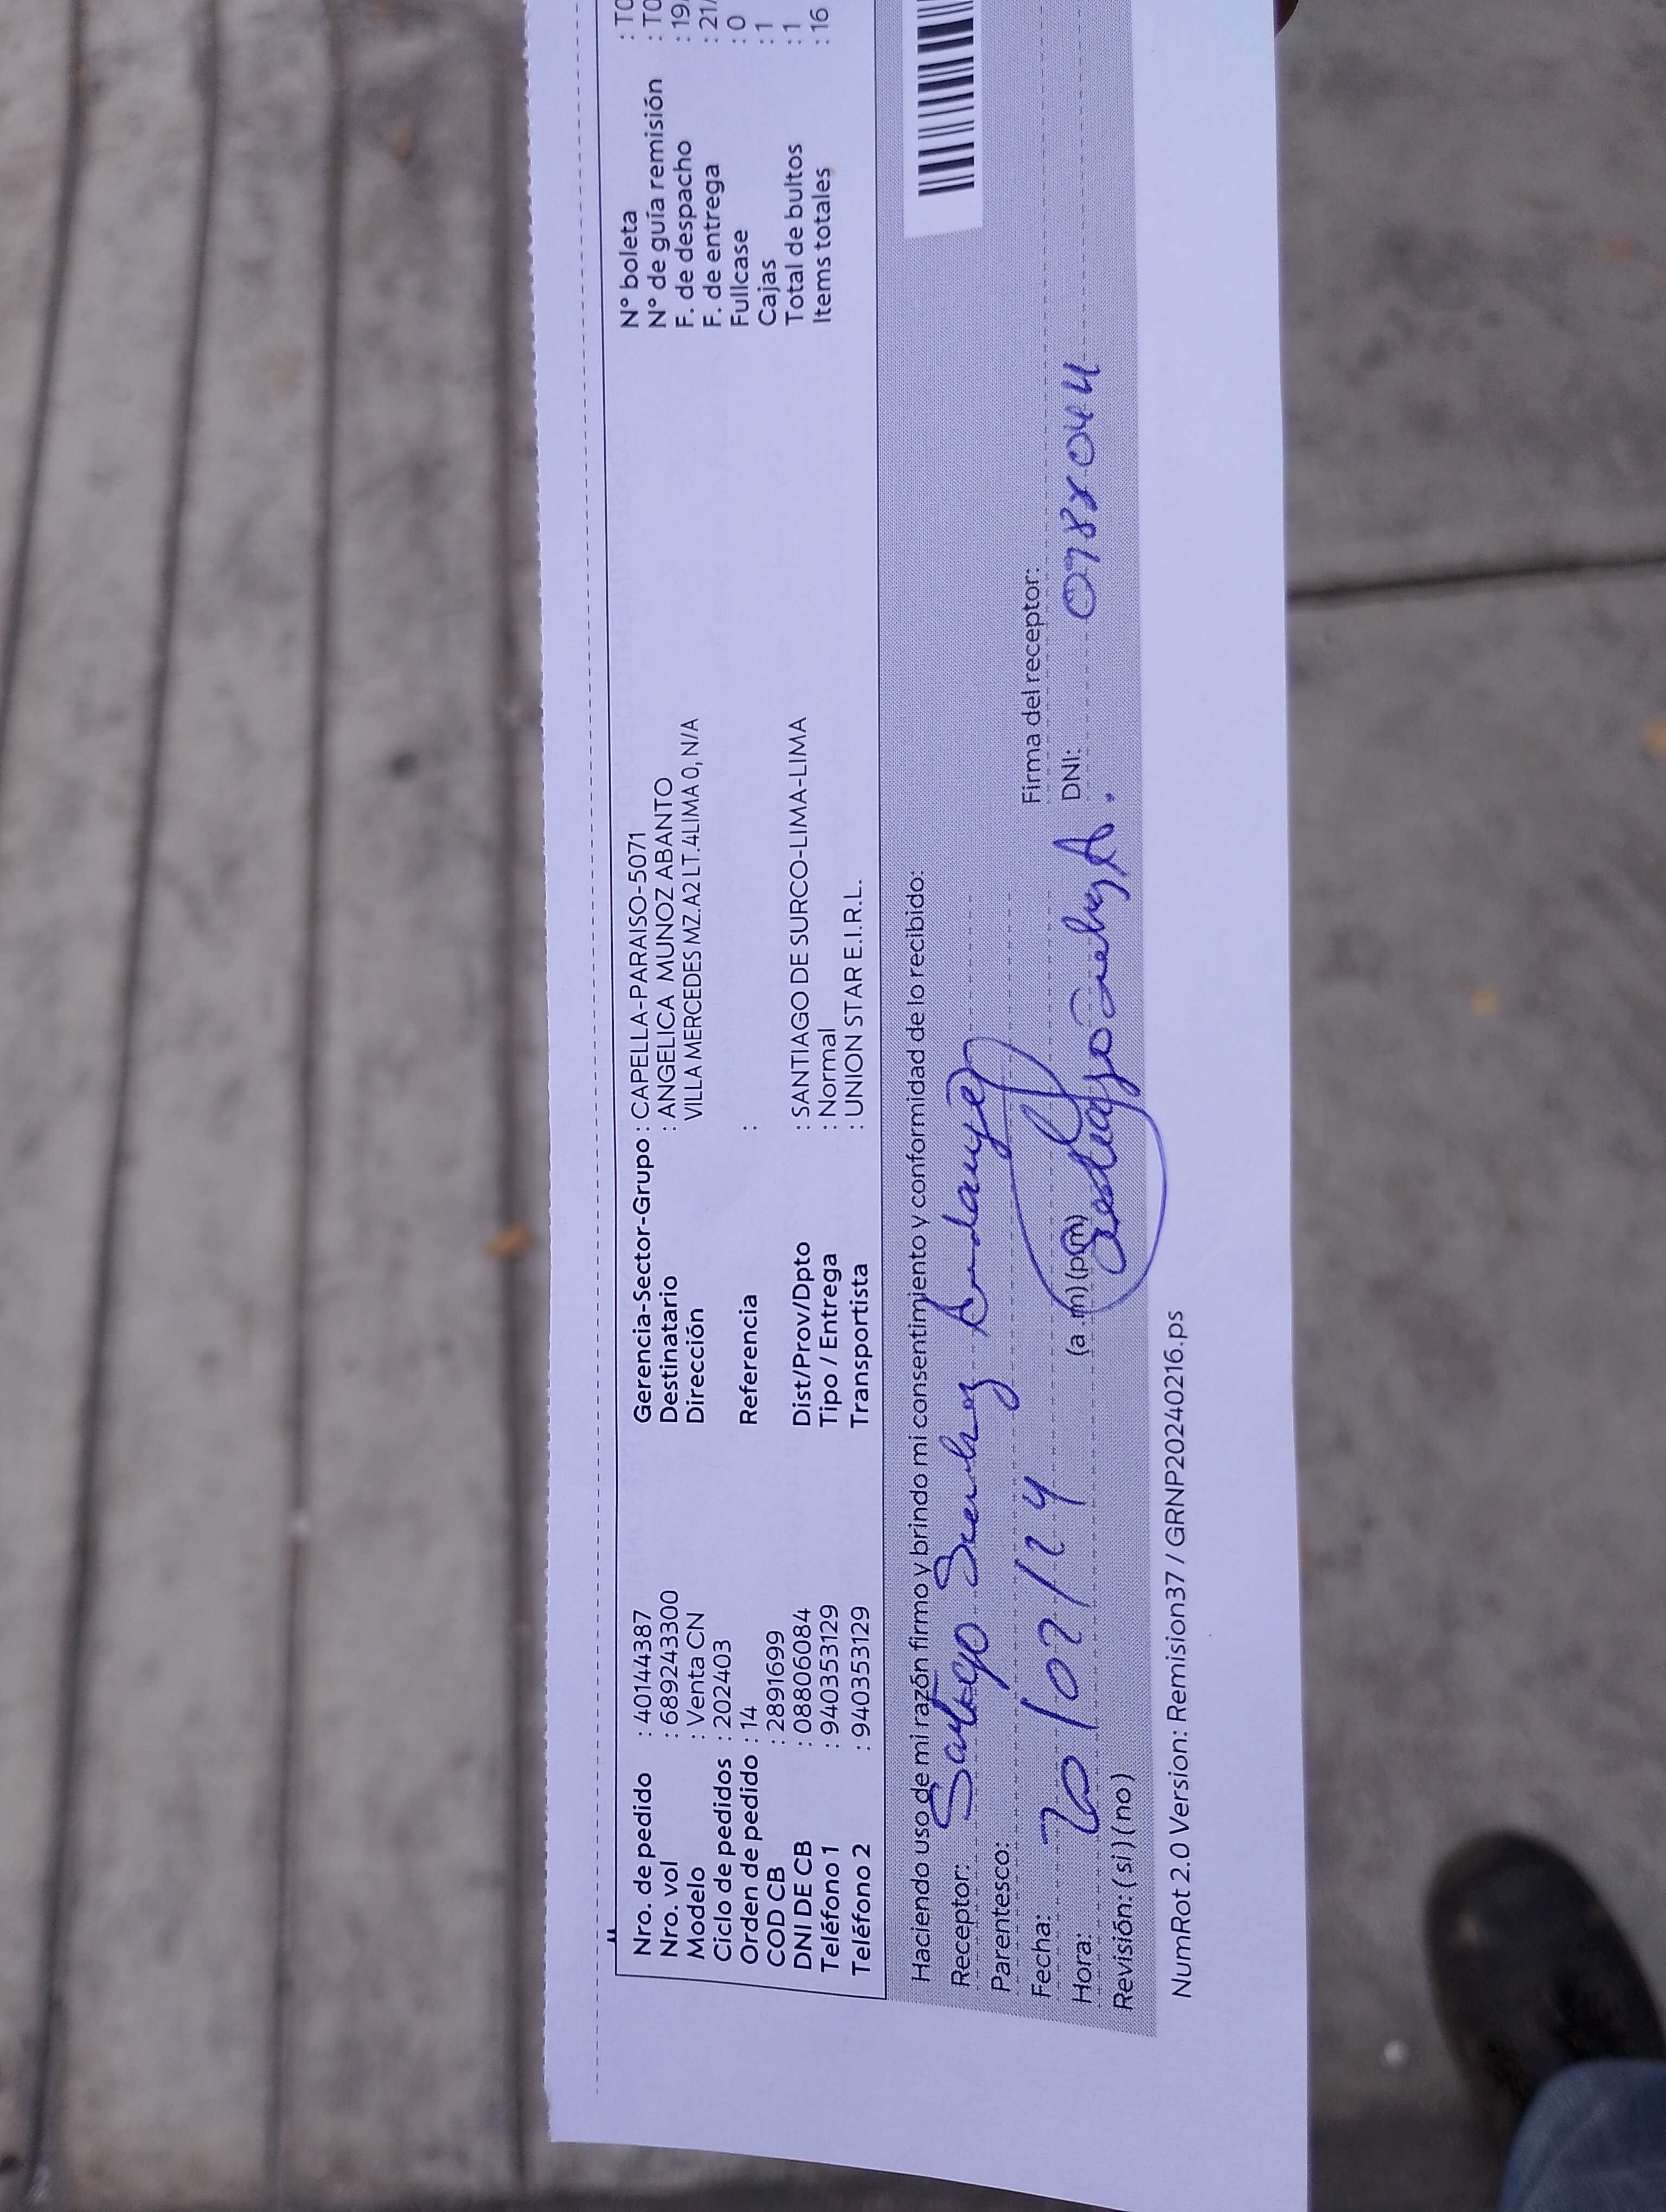 Nro. de pedido : 40144387
Nro. vol : 689243300
Modelo : Venta CN
Ciclo de pedidos : 202403
Orden de pedido : 14
COD CB : 2891699
DNI DE CB : 08806084
Teléfono 1 : 940353129
Teléfono 2 : 940353129
Gerencia-Sector-Grupo : CAPELLA-PARAISO-5071
Destinatario : ANGELICA MUNOZ ABANTO
Dirección VILLA MERCEDES MZ.A2 LT.4LIMA 0, N/A
Referencia :
Dist/Prov/Dpto : SANTIAGO DE SURCO-LIMA-LIMA
Tipo / Entrega : Normal
Transportista : UNION STAR E.I.R.L.
N° boleta : T0
N° de guía remisión : T0
F. de despacho : 19/
F. de entrega : 21/
Fullcase : 0
Cajas : 1
Total de bultos : 1
Items totales : 16
Haciendo uso de mi razón firmo y brindo mi consentimiento y conformidad de lo recibido:
Receptor:
Parentesco:
Fecha: 20/02/24
Hora: (a .m) (p.m)
Revisión: (si) (no)
Firma del receptor:
DNI:
NumRot 2.0 Version: Remision37 / GRNP20240216.ps